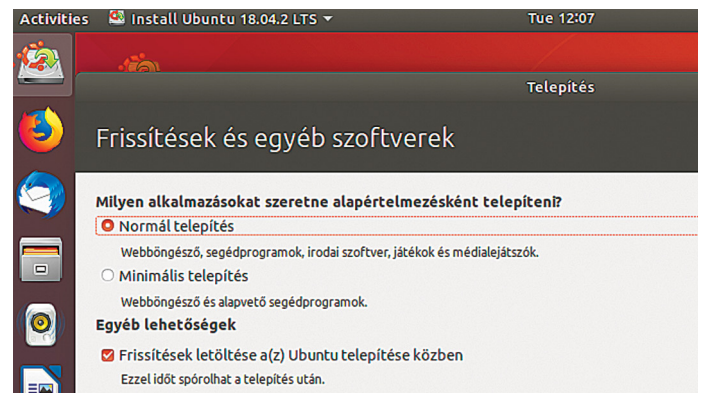 Activities Install Ubuntu 18.04.2 LTS Tue 12:07
Telepítés
Frissítések és egyéb szoftverek
Milyen alkalmazásokat szeretne alapértelmezésként telepíteni?
Normál telepítés
Webböngésző, segédprogramok, irodai szoftver, játékok és médialejátszók.
Minimális telepítés
Webböngésző és alapvető segédprogramok.
Egyéb lehetőségek
Frissítések letöltése a(z) Ubuntu telepítése közben
Ezzel időt spórolhat a telepítés után.